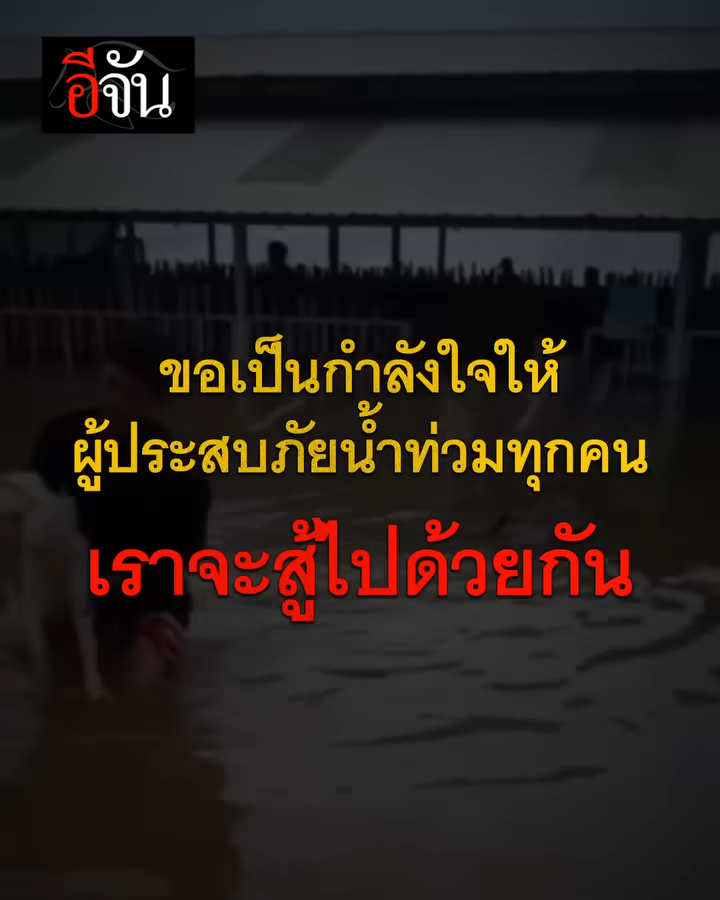 อีจัน
ขอเป็นกำลังใจให้
ผู้ประสบภัยน้ำท่วมทุกคน
เราจะสู้ไปด้วยกัน